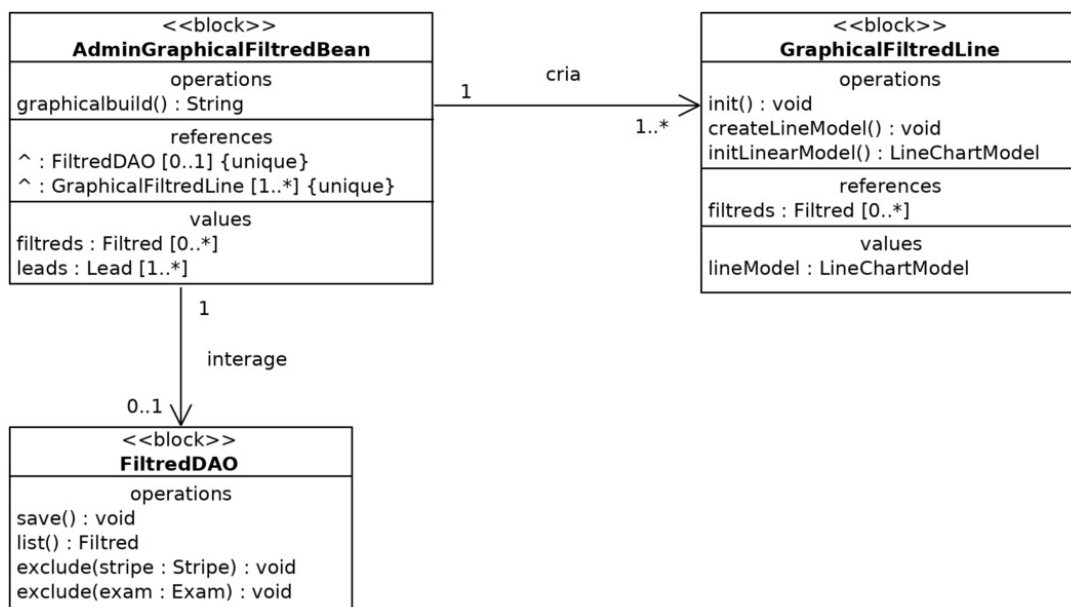 <<block>>
AdminGraphicalFiltredBean
operations
graphicalbuild() : String
references
^ : FiltredDAO [0..1] {unique}
^ : GraphicalFiltredLine [1..*] {unique}
values
filtreds : Filtred [0..*]
leads : Lead [1..*]
cria
1
1..*
<<block>>
GraphicalFiltredLine
operations
init() : void
createLineModel() : void
initLinearModel() : LineChartModel
references
filtreds : Filtred [0..*]
values
lineModel : LineChartModel
1
interage
0..1
<<block>>
FiltredDAO
operations
save() : void
list() : Filtred
exclude(stripe : Stripe) : void
exclude(exam : Exam) : void